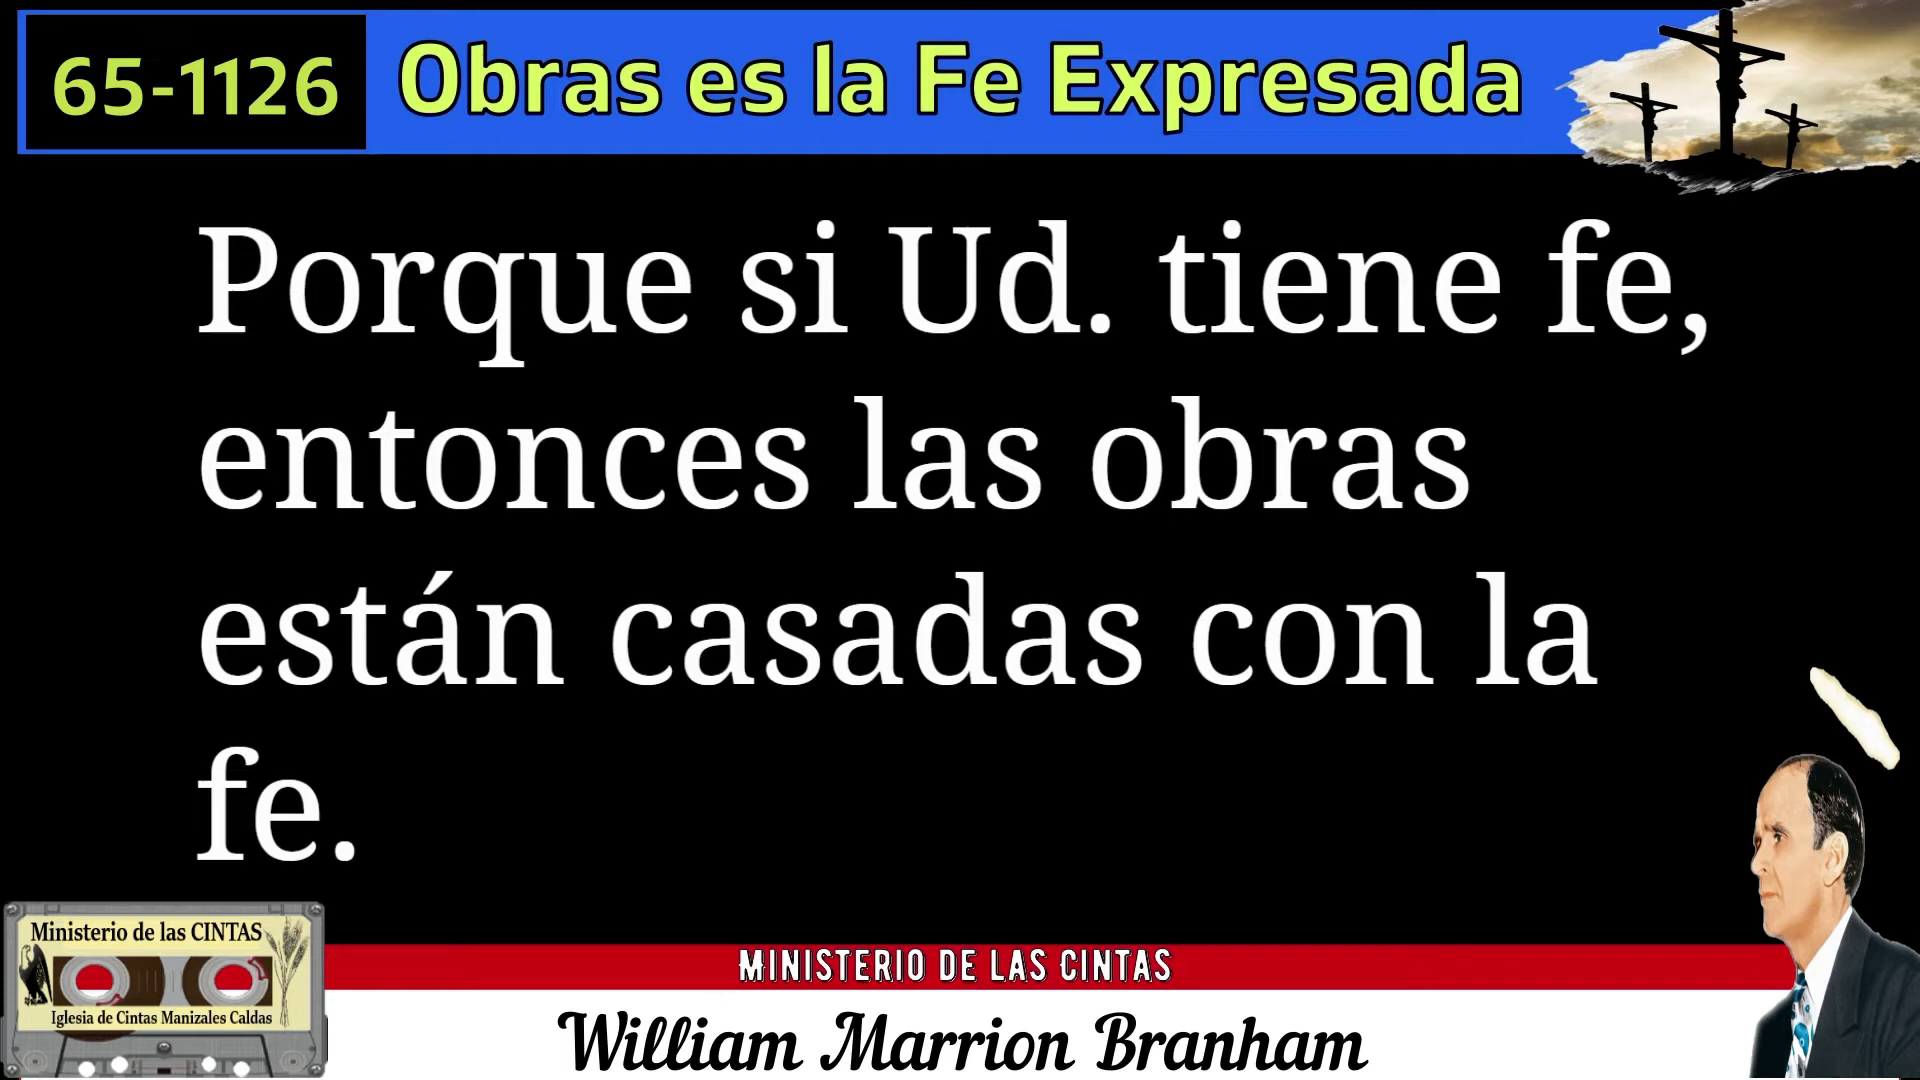 65-1126
Obras es la Fe Expresada
Porque si Ud. tiene fe,
entonces las obras
están casadas con la
fe.
Ministerio de las CINTAS
Iglesia de Cintas Manizales Caldas
MINISTERIO DE LAS CINTAS
William Marrion Branham